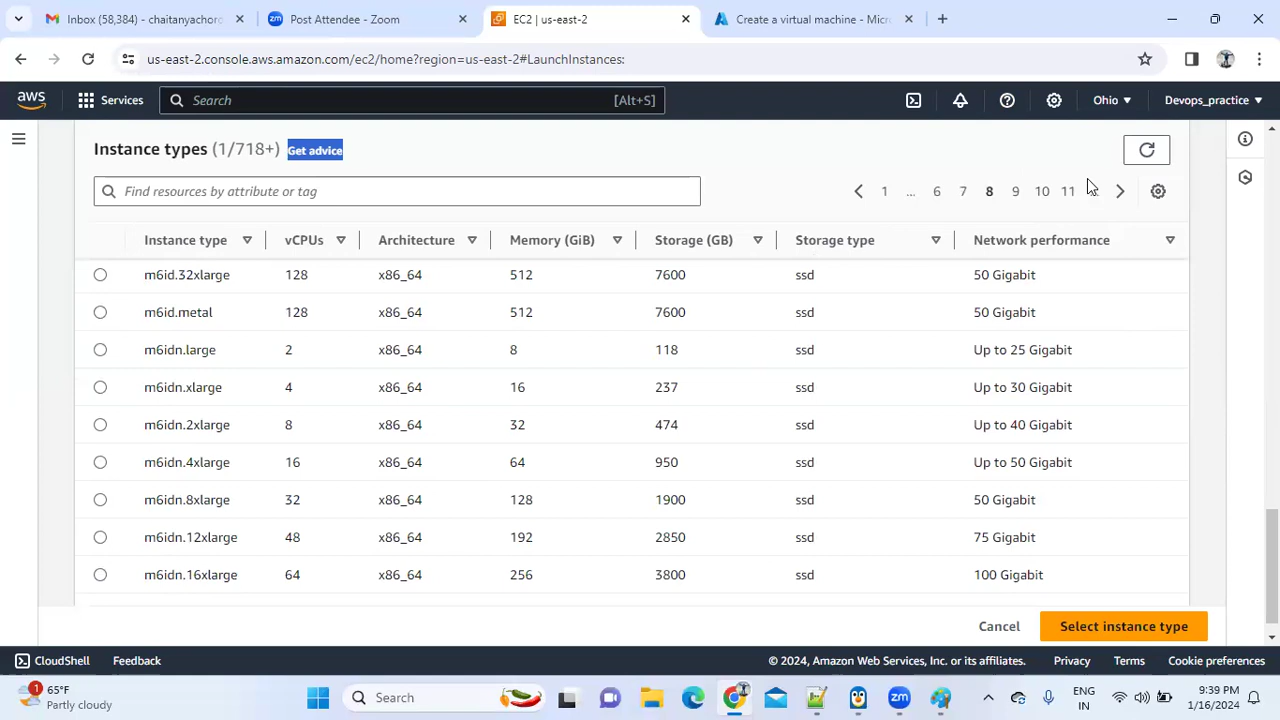 Inbox (58,384) - chaitanyachoro
Post Attendee - Zoom
EC2 | us-east-2
Create a virtual machine - Micr
us-east-2.console.aws.amazon.com/ec2/home?region=us-east-2#LaunchInstances:
aws Services Search [Alt+S] Ohio Devops_practice
Instance types (1/718+) Get advice
Find resources by attribute or tag 1 ... 6 7 8 9 10 11
Instance type vCPUs Architecture Memory (GiB) Storage (GB) Storage type Network performance
m6id.32xlarge 128 x86_64 512 7600 ssd 50 Gigabit
m6id.metal 128 x86_64 512 7600 ssd 50 Gigabit
m6idn.large 2 x86_64 8 118 ssd Up to 25 Gigabit
m6idn.xlarge 4 x86_64 16 237 ssd Up to 30 Gigabit
m6idn.2xlarge 8 x86_64 32 474 ssd Up to 40 Gigabit
m6idn.4xlarge 16 x86_64 64 950 ssd Up to 50 Gigabit
m6idn.8xlarge 32 x86_64 128 1900 ssd 50 Gigabit
m6idn.12xlarge 48 x86_64 192 2850 ssd 75 Gigabit
m6idn.16xlarge 64 x86_64 256 3800 ssd 100 Gigabit
Cancel Select instance type
CloudShell Feedback © 2024, Amazon Web Services, Inc. or its affiliates. Privacy Terms Cookie preferences
1 65°F
Partly cloudy
Search
zm
ENG
IN
9:39 PM
1/16/2024